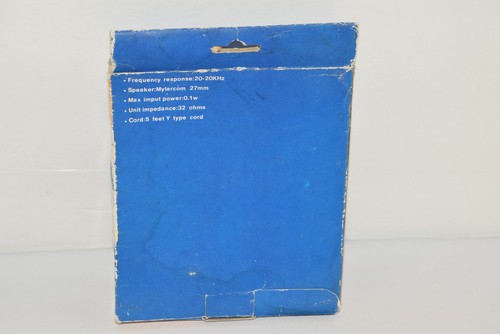 • Frequency response:20-20KHz
• Speaker:Mylercom 27mm
• Max imput power:0.1w
• Unit impedance:32 ohms
• Cord:5 feet Y type cord